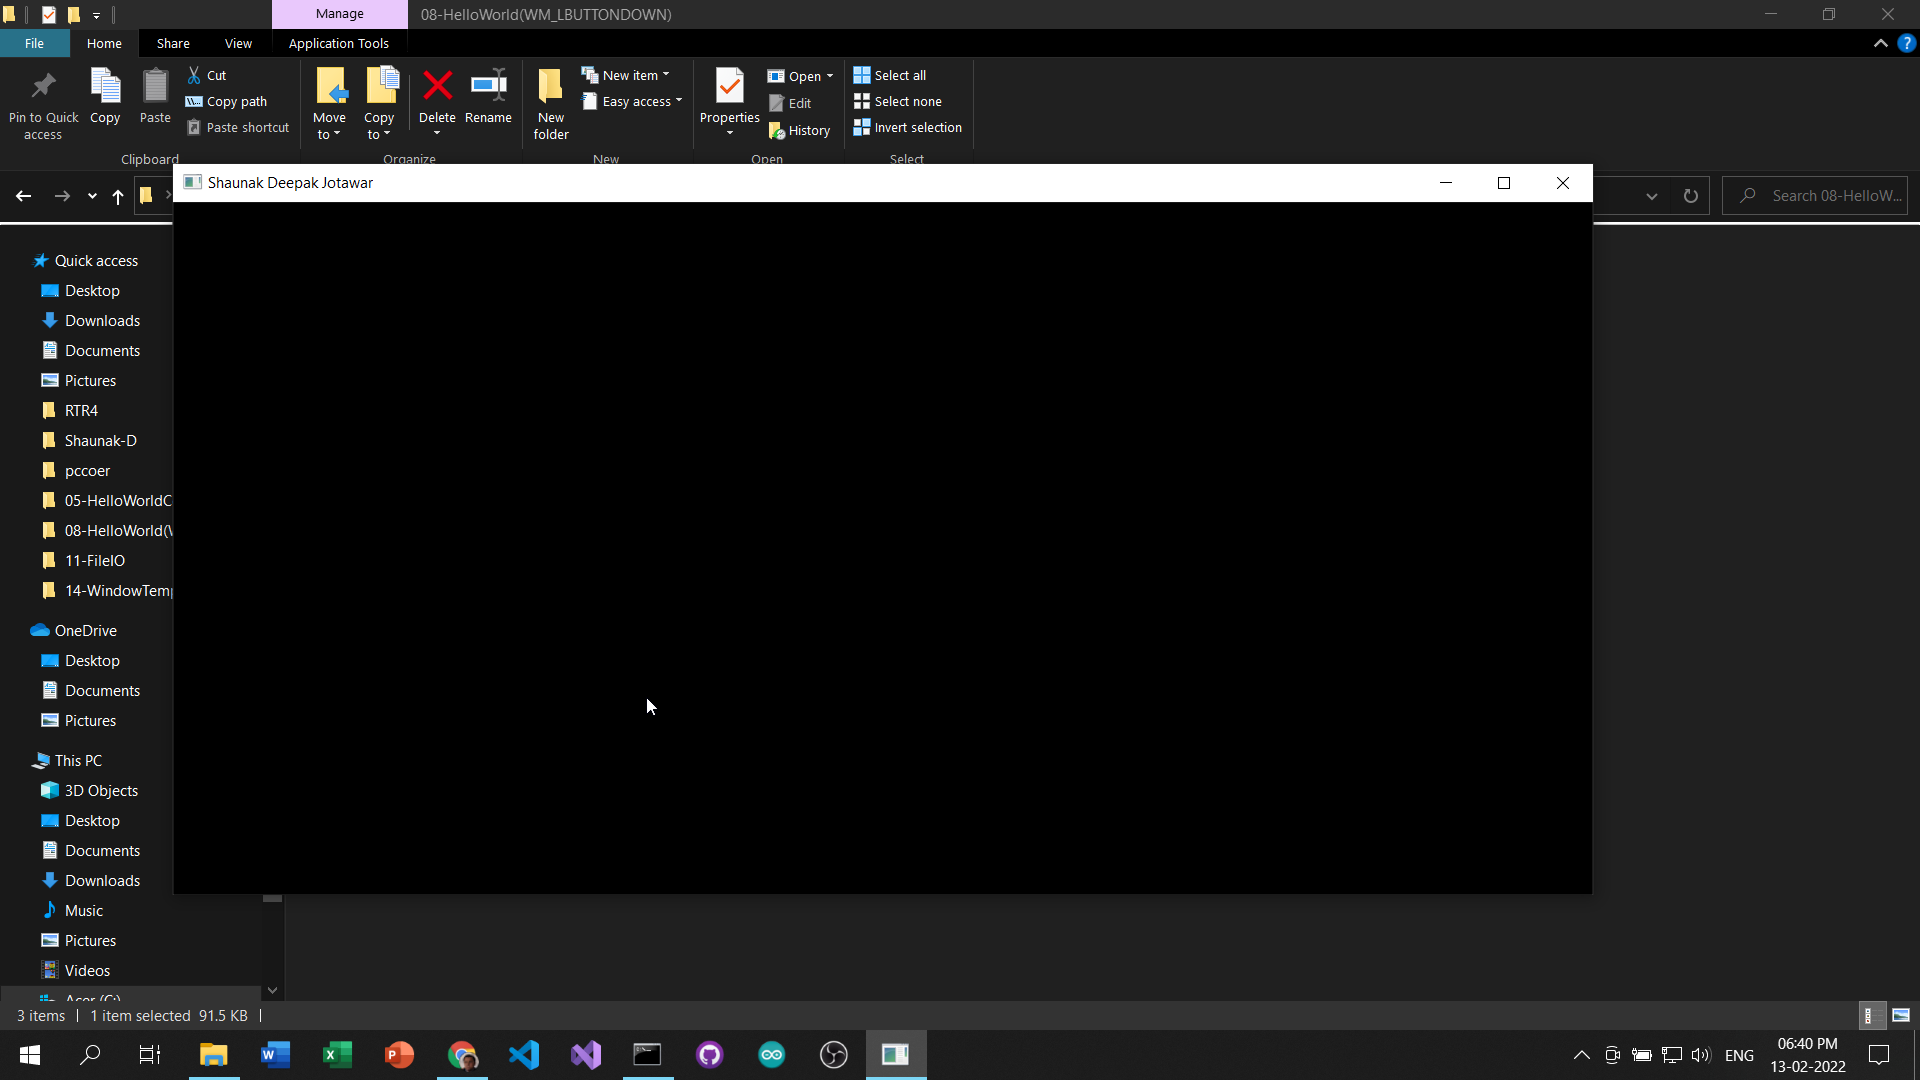 Manage
08-HelloWorld(WM_LBUTTONDOWN)
File
Home
Share
View
Application Tools
Pin to Quick
access
Copy
Paste
Cut
Copy path
Paste shortcut
Clipboard
Move
to
Copy
to
Delete
Rename
Organize
New
folder
New item
Easy access
New
Properties
Open
Edit
History
Open
Select all
Select none
Invert selection
Select
Shaunak Deepak Jotawar
Search 08-HelloW...
Quick access
Desktop
Downloads
Documents
Pictures
RTR4
Shaunak-D
pccoer
05-HelloWorldC
08-HelloWorld(
11-FileIO
14-WindowTemp
OneDrive
Desktop
Documents
Pictures
This PC
3D Objects
Desktop
Documents
Downloads
Music
Pictures
Videos
Acer (C:)
3 items
1 item selected 91.5 KB
ENG
06:40 PM
13-02-2022